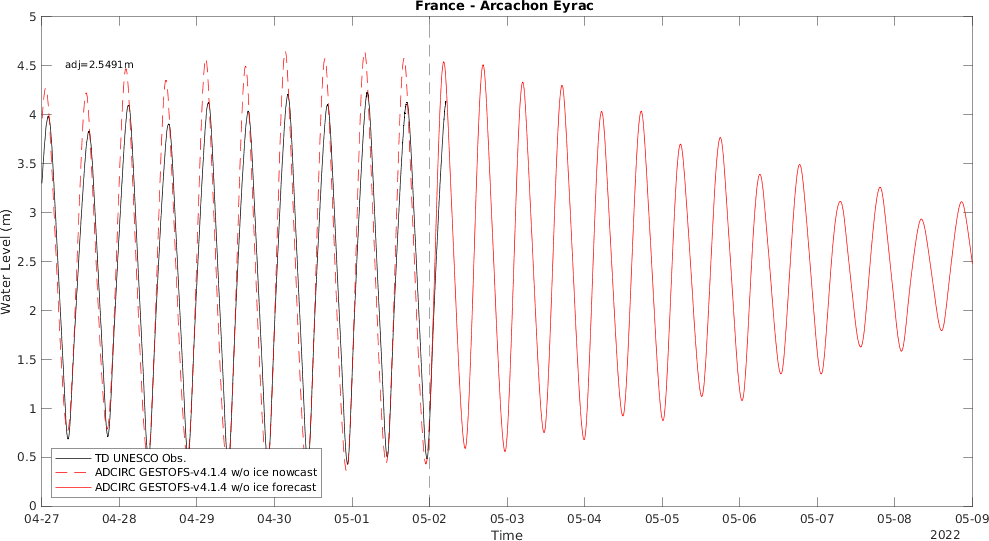 France - Arcachon Eyrac
5
4.5
4
3.5
3
2.5
2
1.5
1
0.5
0
Water Level (m)
adj=2.5491m
TD UNESCO Obs.
ADCIRC GESTOFS-v4.1.4 w/o ice nowcast
ADCIRC GESTOFS-v4.1.4 w/o ice forecast
04-27 04-28 04-29 04-30 05-01 05-02 05-03 05-04 05-05 05-06 05-07 05-08 05-09
Time
2022